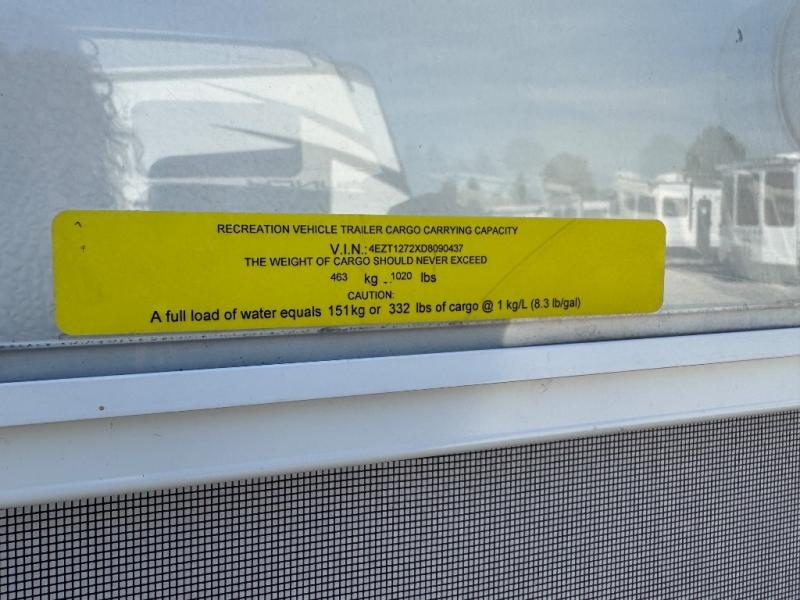 RECREATION VEHICLE TRAILER CARGO CARRYING CAPACITY
V.I.N.: 4EZT1272XD8090437
THE WEIGHT OF CARGO SHOULD NEVER EXCEED
463 kg .. 1020 lbs
CAUTION:
A full load of water equals 151kg or 332 lbs of cargo @ 1 kg/L (8.3 lb/gal)